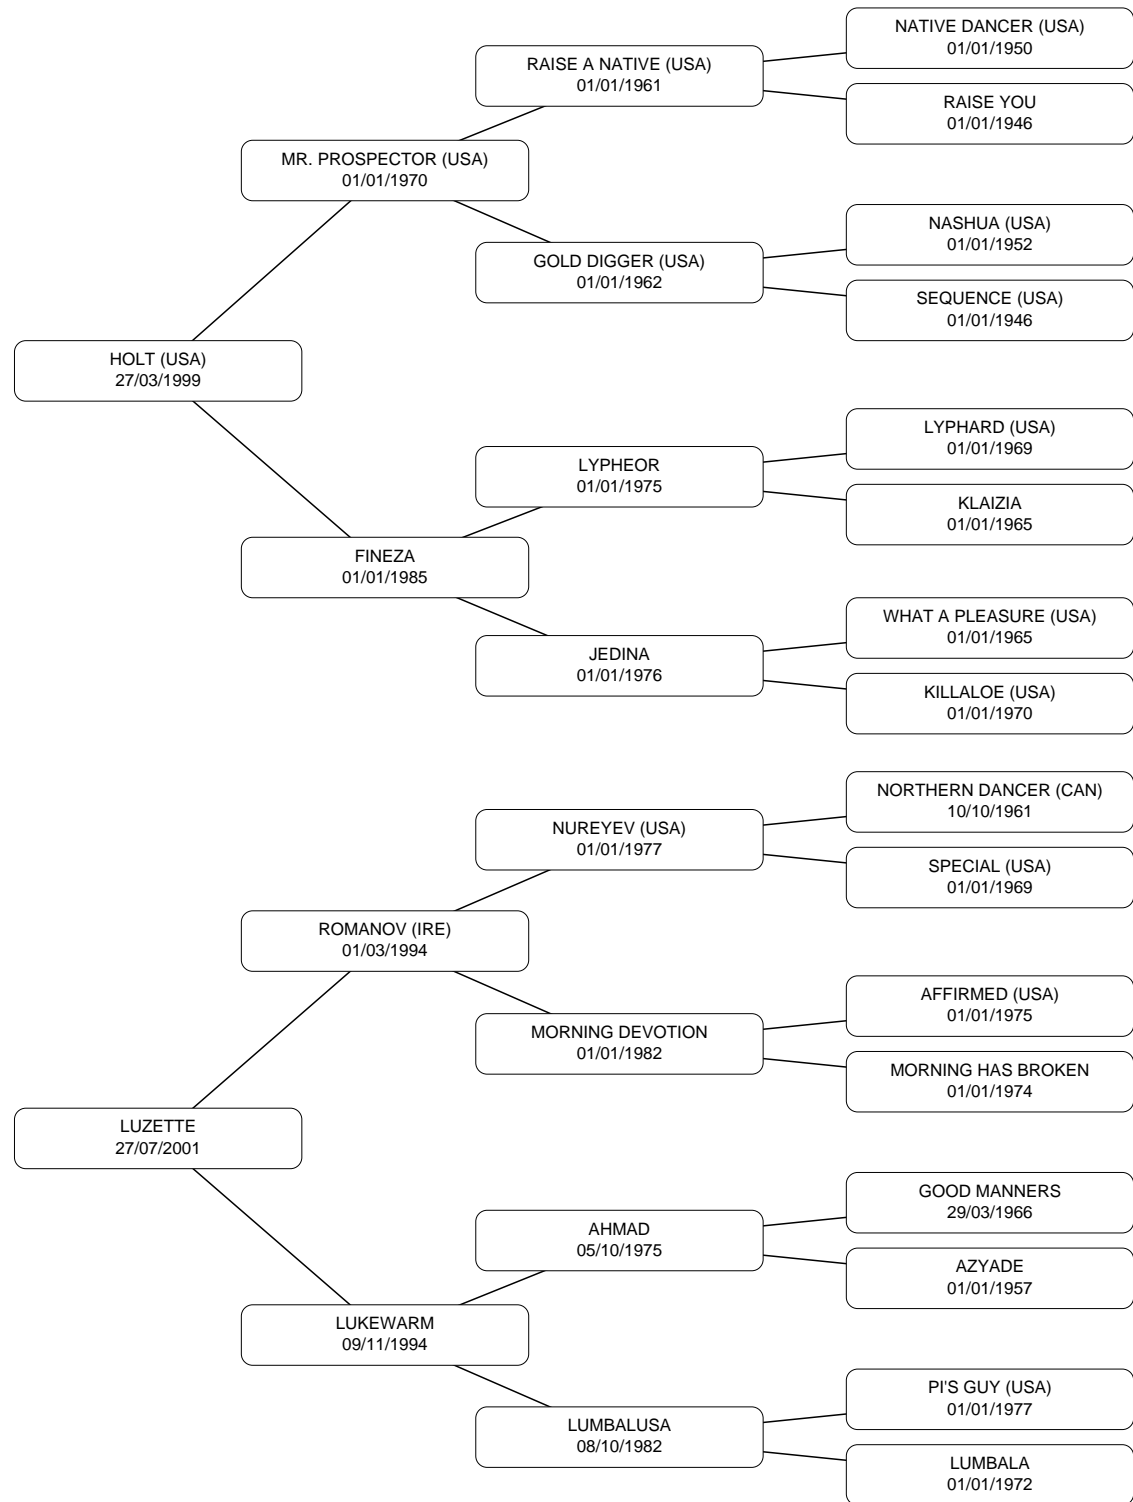 NATIVE DANCER (USA)
01/01/1950
RAISE A NATIVE (USA)
01/01/1961
RAISE YOU
01/01/1946
MR. PROSPECTOR (USA)
01/01/1970
NASHUA (USA)
01/01/1952
GOLD DIGGER (USA)
01/01/1962
SEQUENCE (USA)
01/01/1946
HOLT (USA)
27/03/1999
LYPHARD (USA)
01/01/1969
LYPHEOR
01/01/1975
KLAIZIA
01/01/1965
FINEZA
01/01/1985
WHAT A PLEASURE (USA)
01/01/1965
JEDINA
01/01/1976
KILLALOE (USA)
01/01/1970
NORTHERN DANCER (CAN)
10/10/1961
NUREYEV (USA)
01/01/1977
SPECIAL (USA)
01/01/1969
ROMANOV (IRE)
01/03/1994
AFFIRMED (USA)
01/01/1975
MORNING DEVOTION
01/01/1982
MORNING HAS BROKEN
01/01/1974
LUZETTE
27/07/2001
GOOD MANNERS
29/03/1966
AHMAD
05/10/1975
AZYADE
01/01/1957
LUKEWARM
09/11/1994
PI'S GUY (USA)
01/01/1977
LUMBALUSA
08/10/1982
LUMBALA
01/01/1972